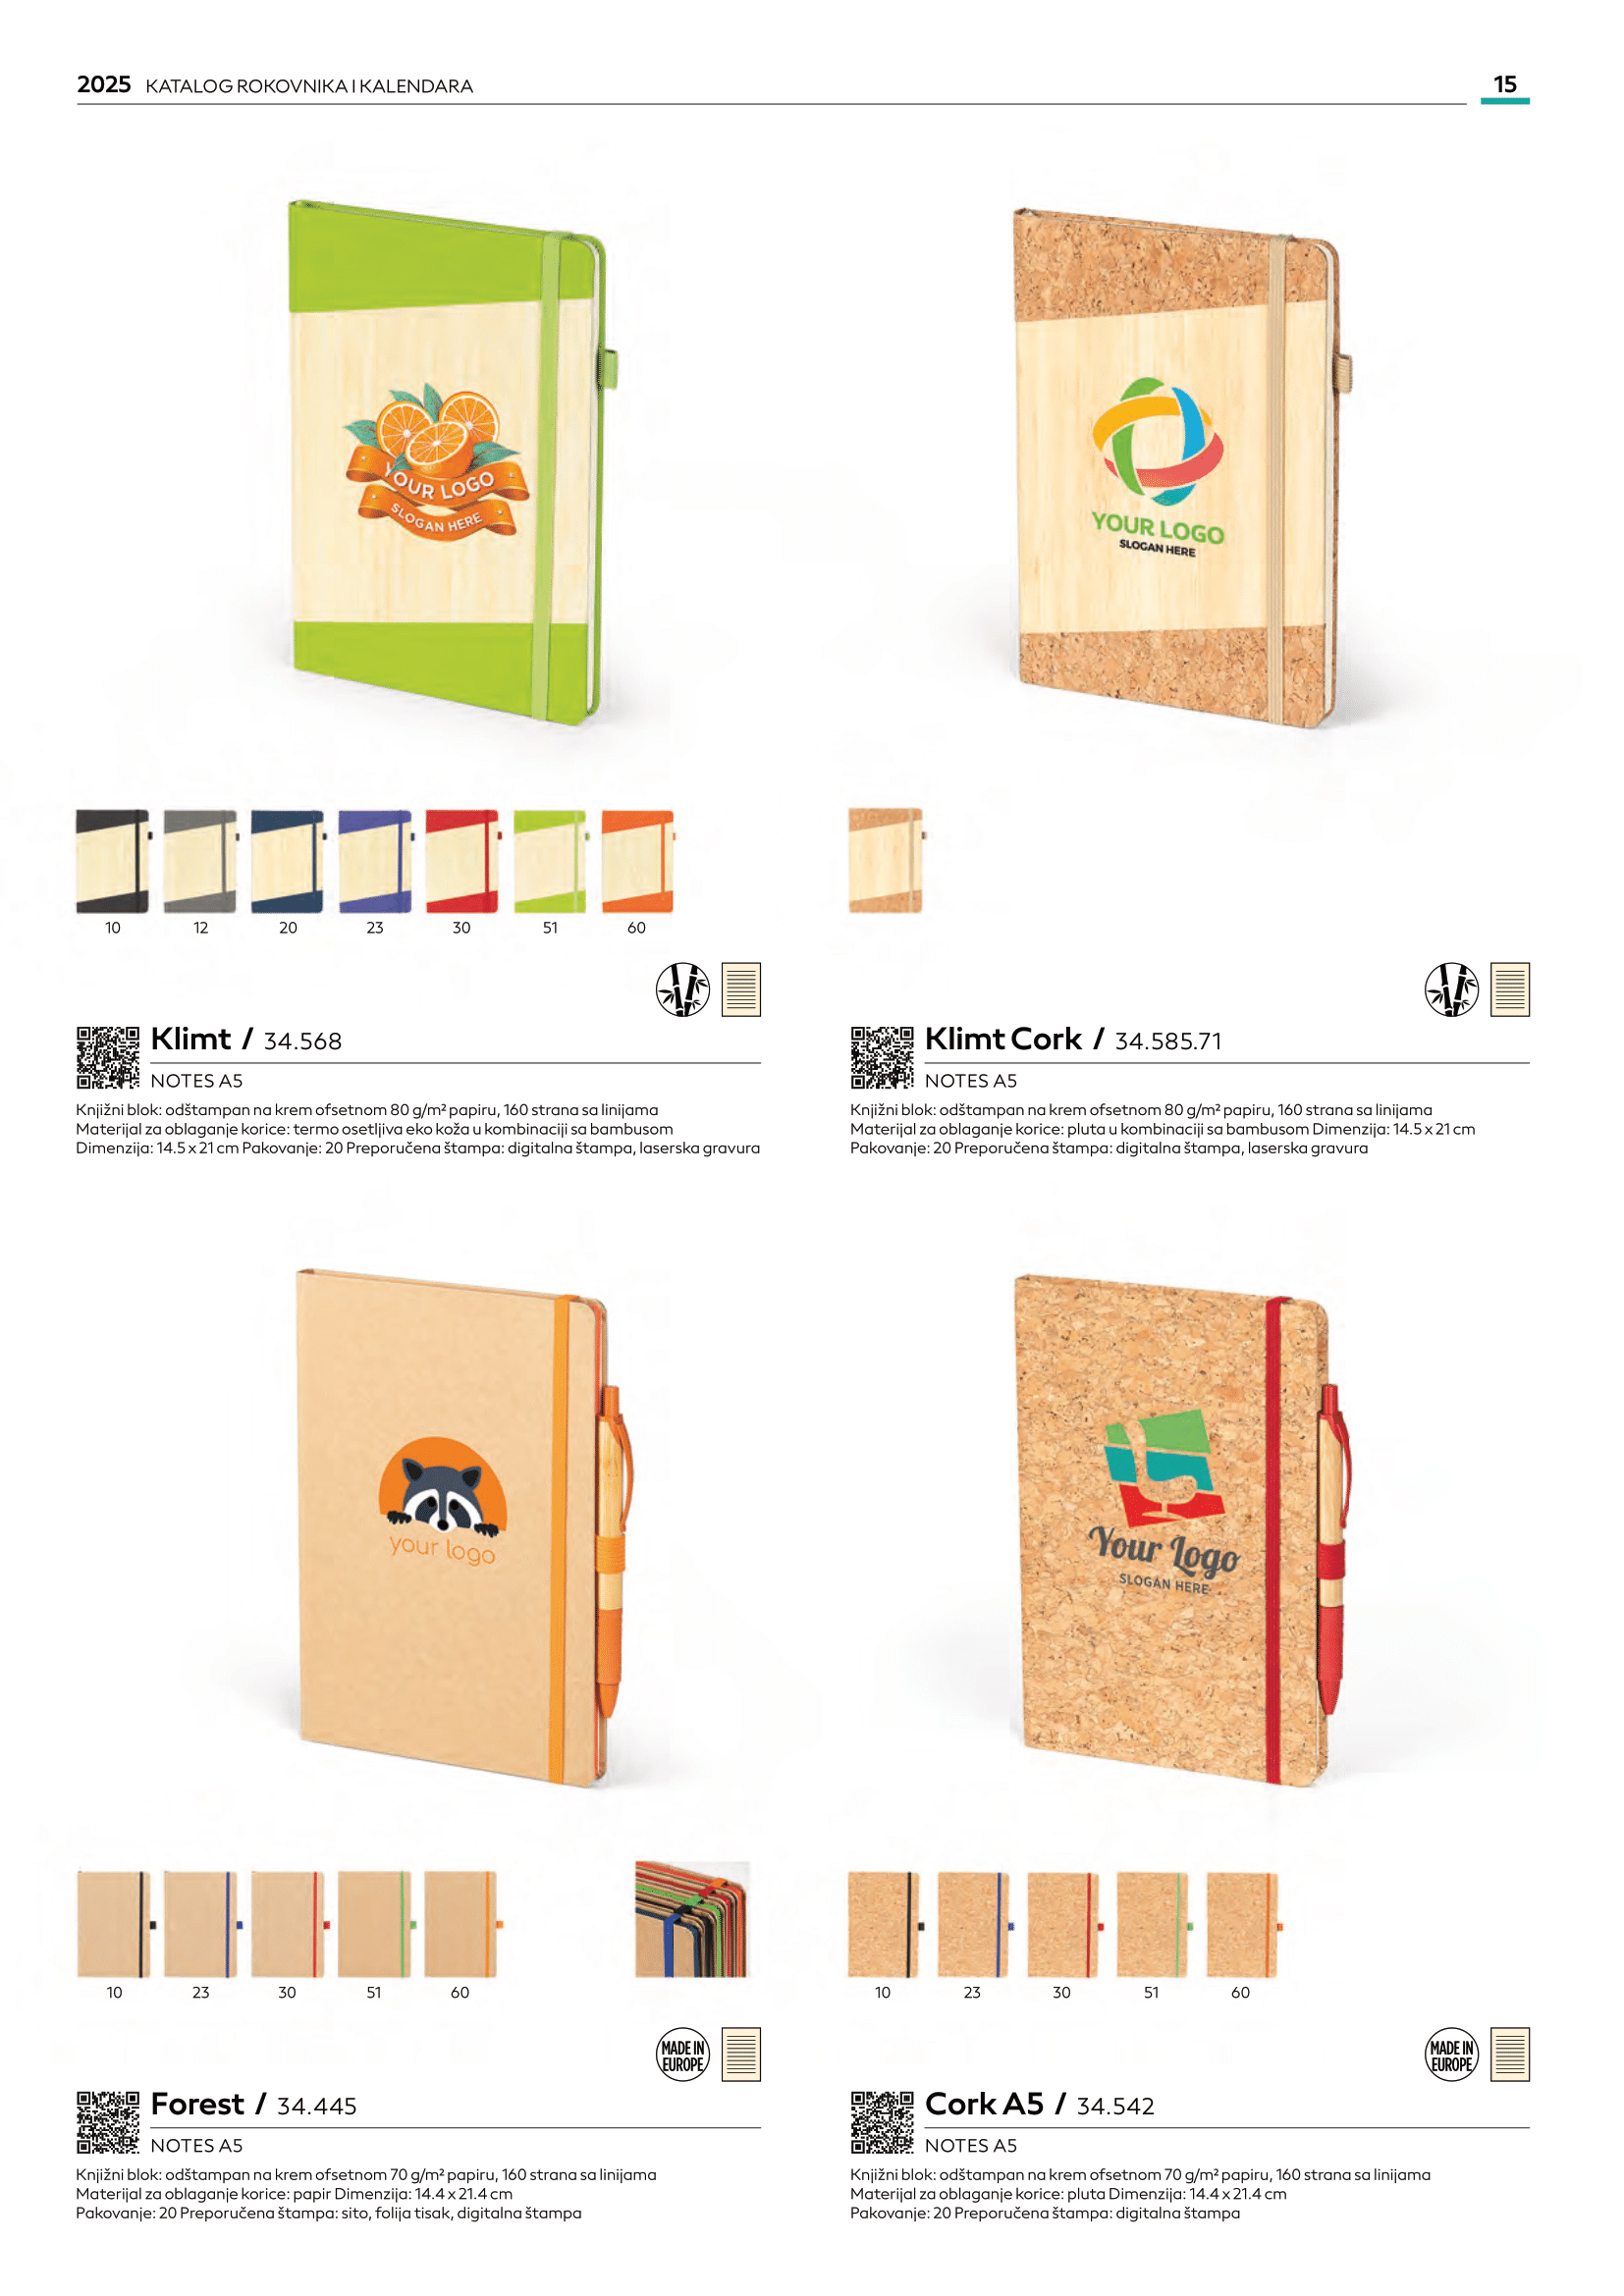 2025 KATALOG ROKOVNIKA I KALENDARA
15
YOUR LOGO
SLOGAN HERE
YOUR LOGO
SLOGAN HERE
10 12 20 23 30 51 60
Klimt / 34.568
NOTES A5
Knjižni blok: odštampan na krem ofsetnom 80 g/m² papiru, 160 strana sa linijama
Materijal za oblaganje korice: termo osetljiva eko koža u kombinaciji sa bambusom
Dimenzija: 14.5 x 21 cm Pakovanje: 20 Preporučena štampa: digitalna štampa, laserska gravura
Klimt Cork / 34.585.71
NOTES A5
Knjižni blok: odštampan na krem ofsetnom 80 g/m² papiru, 160 strana sa linijama
Materijal za oblaganje korice: pluta u kombinaciji sa bambusom Dimenzija: 14.5 x 21 cm
Pakovanje: 20 Preporučena štampa: digitalna štampa, laserska gravura
your logo
Your Logo
SLOGAN HERE
10 23 30 51 60
10 23 30 51 60
MADE IN
EUROPE
MADE IN
EUROPE
Forest / 34.445
NOTES A5
Knjižni blok: odštampan na krem ofsetnom 70 g/m² papiru, 160 strana sa linijama
Materijal za oblaganje korice: papir Dimenzija: 14.4 x 21.4 cm
Pakovanje: 20 Preporučena štampa: sito, folija tisak, digitalna štampa
Cork A5 / 34.542
NOTES A5
Knjižni blok: odštampan na krem ofsetnom 70 g/m² papiru, 160 strana sa linijama
Materijal za oblaganje korice: pluta Dimenzija: 14.4 x 21.4 cm
Pakovanje: 20 Preporučena štampa: digitalna štampa